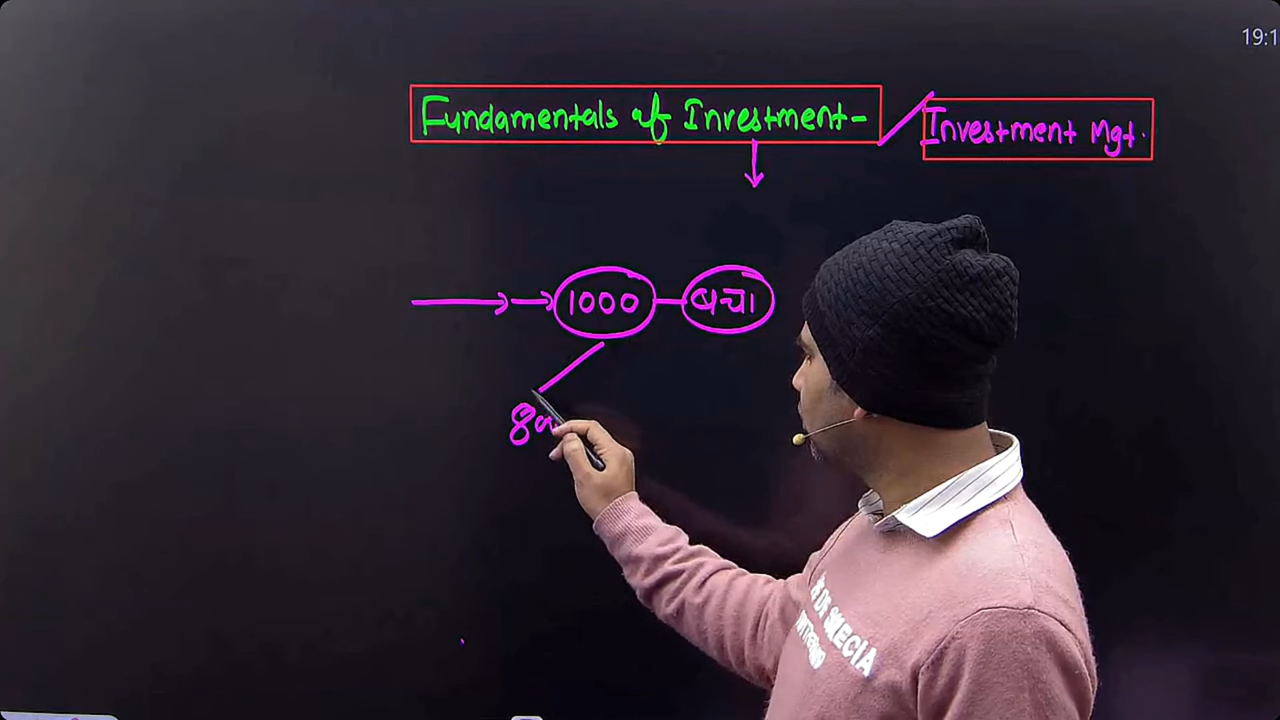 19:1
Fundamentals of Investment- / Investment Mgt.
1000 - बचा